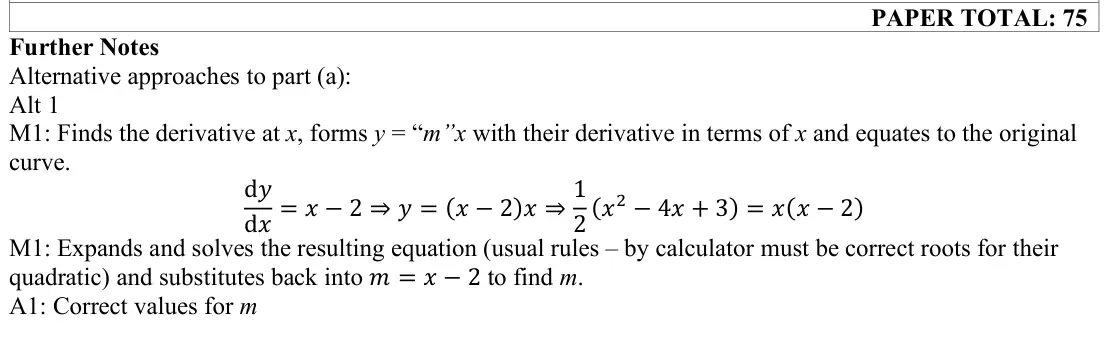 PAPER TOTAL: 75
Further Notes
Alternative approaches to part (a):
Alt 1
M1: Finds the derivative at x, forms y = “m”x with their derivative in terms of x and equates to the original
curve.
dy/dx = x − 2 ⇒ y = (x − 2)x ⇒ 1/2 (x² − 4x + 3) = x(x − 2)
M1: Expands and solves the resulting equation (usual rules – by calculator must be correct roots for their
quadratic) and substitutes back into m = x − 2 to find m.
A1: Correct values for m